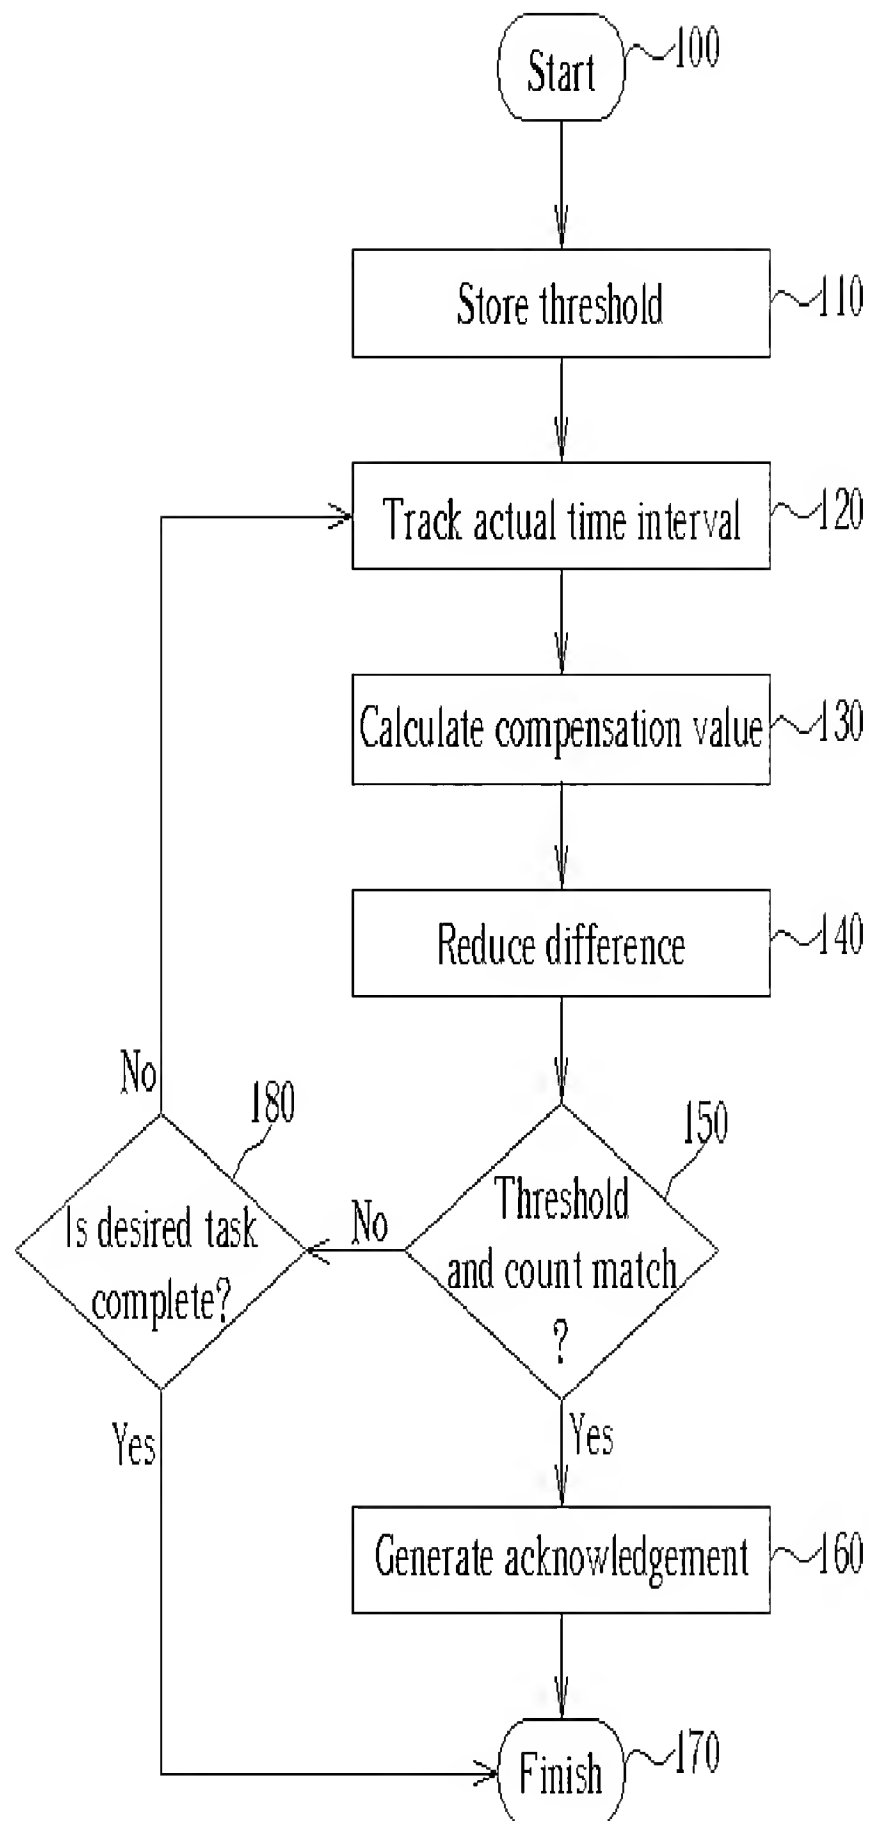 Start
100
Store threshold
110
Track actual time interval
120
Calculate compensation value
130
Reduce difference
140
No
180
150
Is desired task
complete?
No
Threshold
and count match
?
Yes
Yes
Generate acknowledgement
160
Finish
170